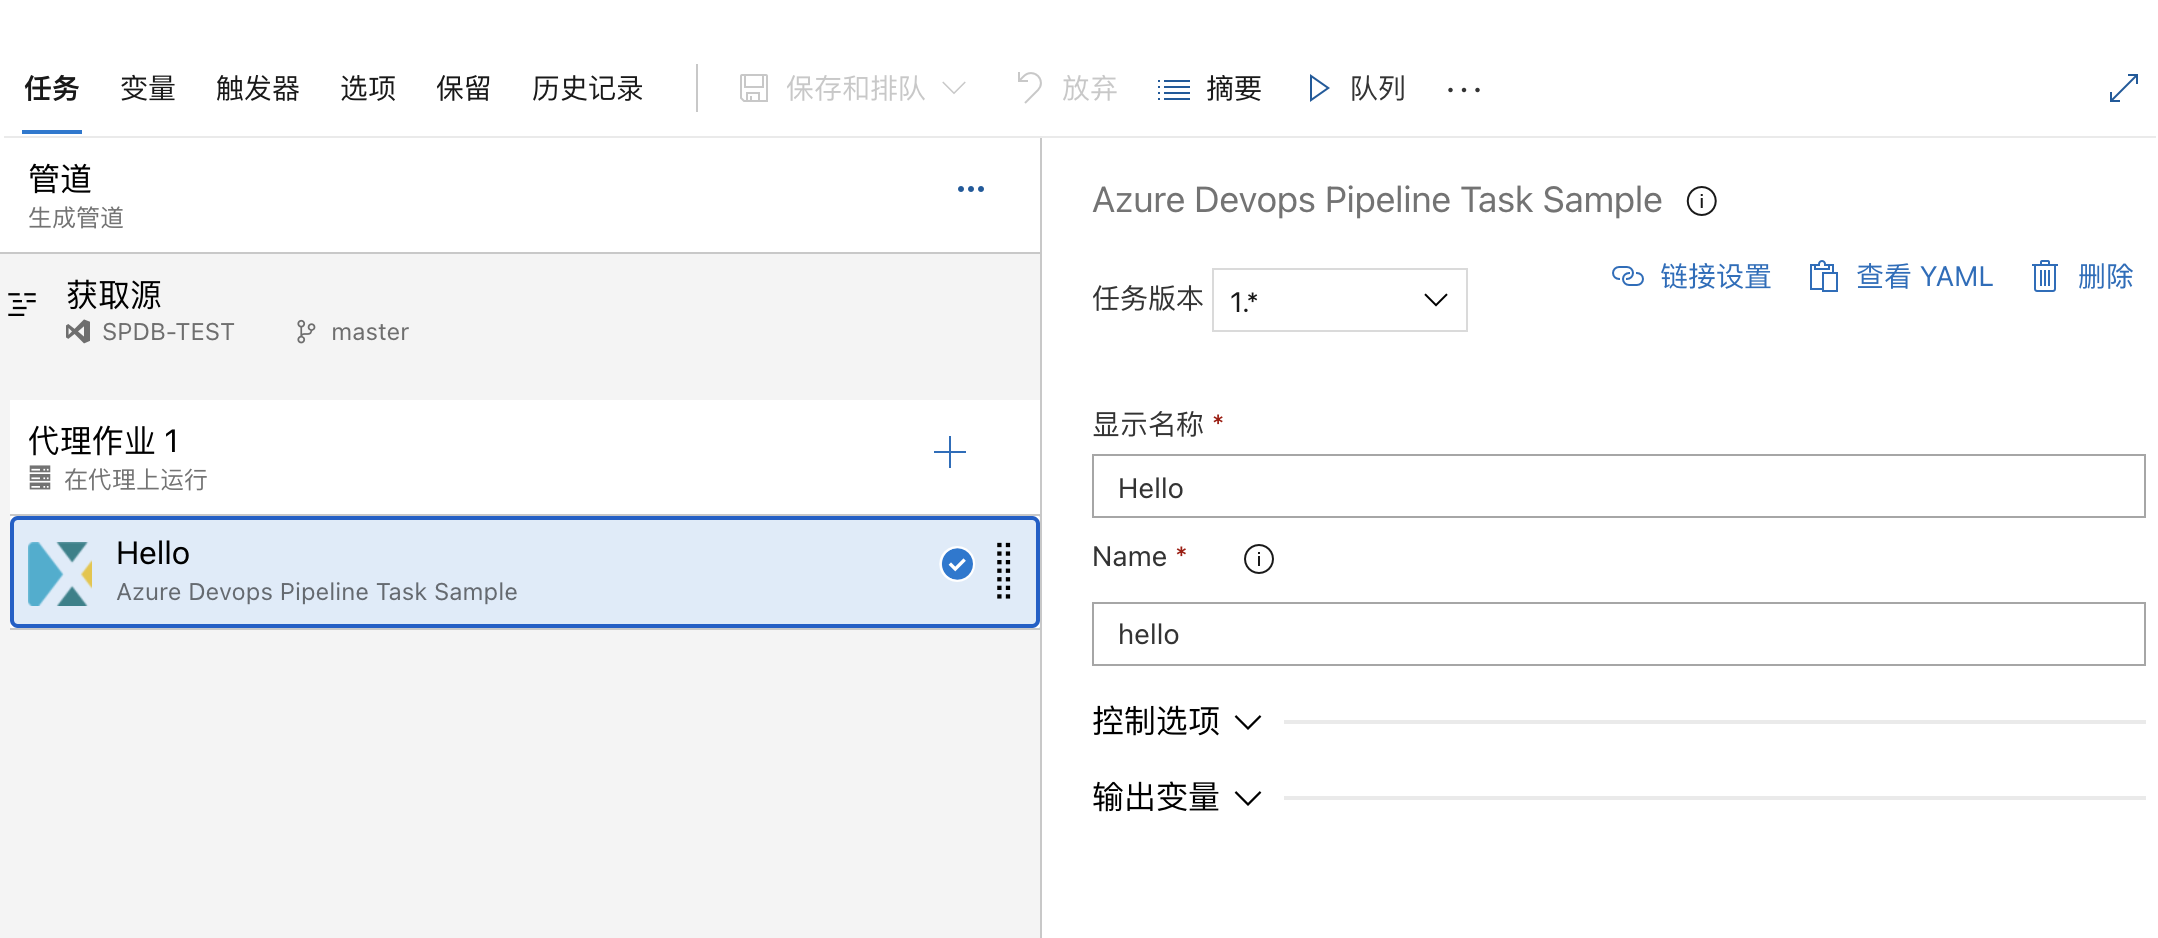 任务 变量 触发器 选项 保留 历史记录 保存和排队 放弃 摘要 队列 ...
管道
生成管道
获取源
SPDB-TEST master
代理作业 1
在代理上运行
Hello
Azure Devops Pipeline Task Sample
Azure Devops Pipeline Task Sample
链接设置 查看 YAML 删除
任务版本 1.*
显示名称 *
Hello
Name *
hello
控制选项
输出变量